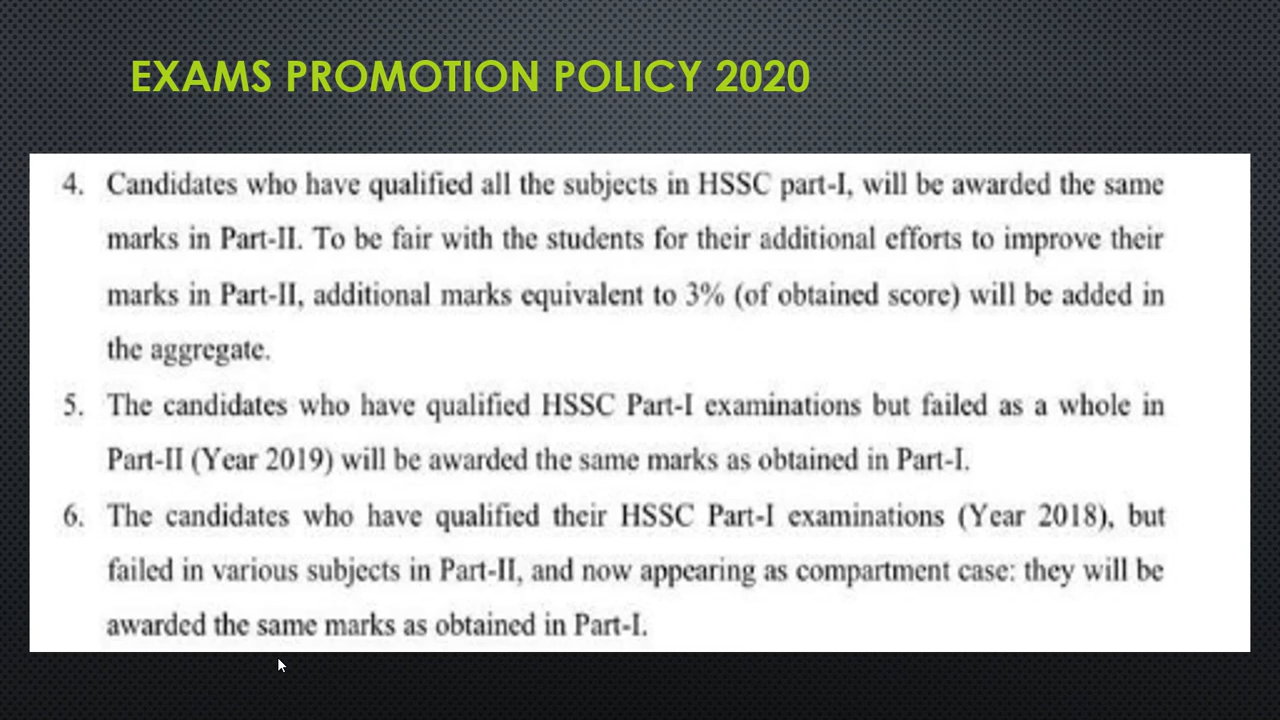 EXAMS PROMOTION POLICY 2020
4. Candidates who have qualified all the subjects in HSSC part-I, will be awarded the same
marks in Part-II. To be fair with the students for their additional efforts to improve their
marks in Part-II, additional marks equivalent to 3% (of obtained score) will be added in
the aggregate.
5. The candidates who have qualified HSSC Part-I examinations but failed as a whole in
Part-II (Year 2019) will be awarded the same marks as obtained in Part-I.
6. The candidates who have qualified their HSSC Part-I examinations (Year 2018), but
failed in various subjects in Part-II, and now appearing as compartment case: they will be
awarded the same marks as obtained in Part-I.